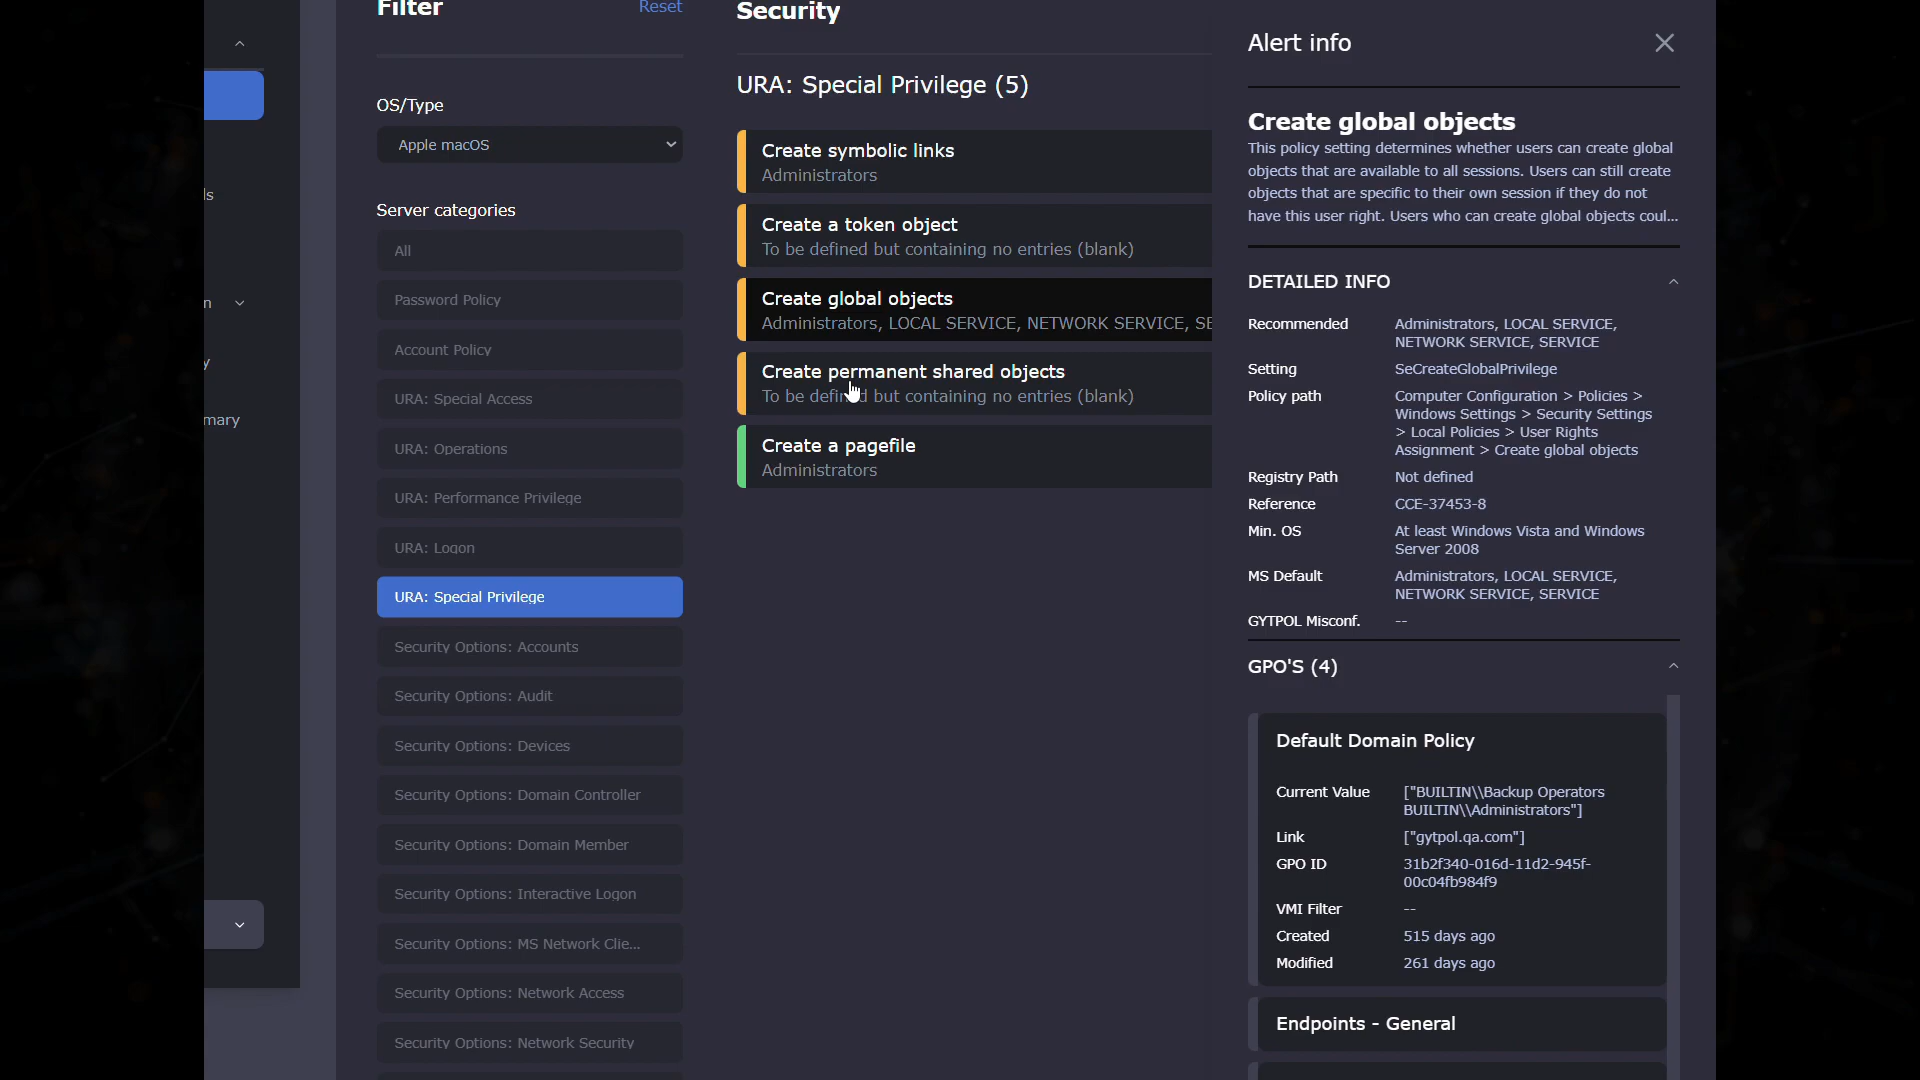 ls
n
y
mary
Filter
Reset
OS/Type
Apple macOS
Server categories
All
Password Policy
Account Policy
URA: Special Access
URA: Operations
URA: Performance Privilege
URA: Logon
URA: Special Privilege
Security Options: Accounts
Security Options: Audit
Security Options: Devices
Security Options: Domain Controller
Security Options: Domain Member
Security Options: Interactive Logon
Security Options: MS Network Clie...
Security Options: Network Access
Security Options: Network Security
Security
URA: Special Privilege (5)
Create symbolic links
Administrators
Create a token object
To be defined but containing no entries (blank)
Create global objects
Administrators, LOCAL SERVICE, NETWORK SERVICE, SE
Create permanent shared objects
To be defined but containing no entries (blank)
Create a pagefile
Administrators
Alert info
Create global objects
This policy setting determines whether users can create global
objects that are available to all sessions. Users can still create
objects that are specific to their own session if they do not
have this user right. Users who can create global objects coul...
DETAILED INFO
Recommended
Administrators, LOCAL SERVICE,
NETWORK SERVICE, SERVICE
Setting
SeCreateGlobalPrivilege
Policy path
Computer Configuration > Policies >
Windows Settings > Security Settings
> Local Policies > User Rights
Assignment > Create global objects
Registry Path
Not defined
Reference
CCE-37453-8
Min. OS
At least Windows Vista and Windows
Server 2008
MS Default
Administrators, LOCAL SERVICE,
NETWORK SERVICE, SERVICE
GYTPOL Misconf.
--
GPO'S (4)
Default Domain Policy
Current Value
["BUILTIN\\Backup Operators
BUILTIN\\Administrators"]
Link
["gytpol.qa.com"]
GPO ID
31b2f340-016d-11d2-945f-
00c04fb984f9
VMI Filter
--
Created
515 days ago
Modified
261 days ago
Endpoints - General